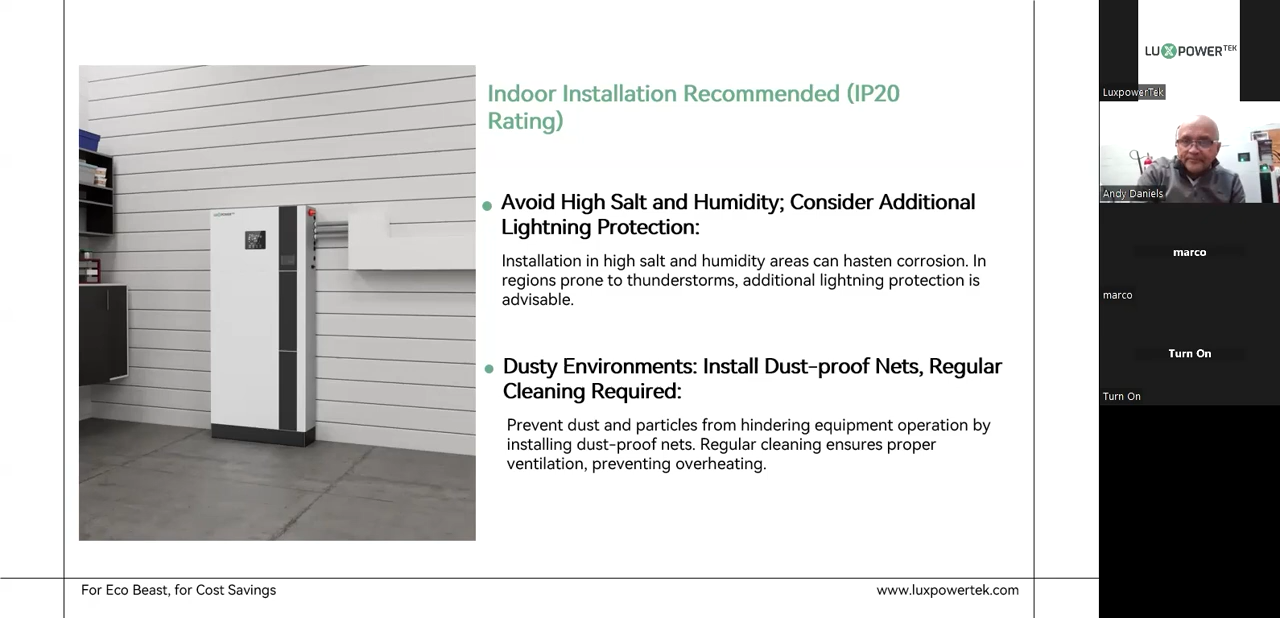 Indoor Installation Recommended (IP20
Rating)
Avoid High Salt and Humidity; Consider Additional
Lightning Protection:
Installation in high salt and humidity areas can hasten corrosion. In
regions prone to thunderstorms, additional lightning protection is
advisable.
Dusty Environments: Install Dust-proof Nets, Regular
Cleaning Required:
Prevent dust and particles from hindering equipment operation by
installing dust-proof nets. Regular cleaning ensures proper
ventilation, preventing overheating.
For Eco Beast, for Cost Savings
www.luxpowertek.com
LUXPOWERTEK
LuxpowerTek
Andy Daniels
marco
marco
Turn On
Turn On